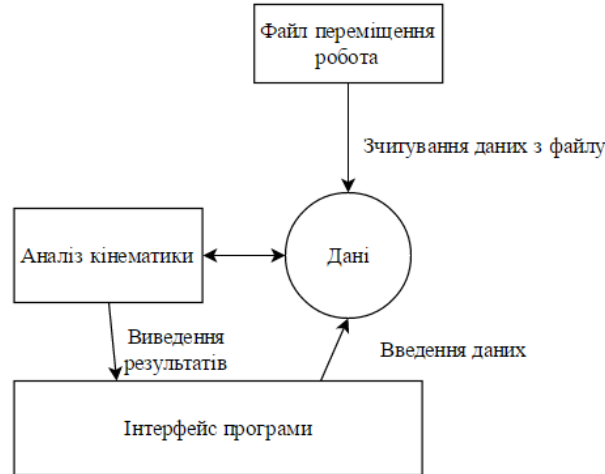 Файл переміщення
робота
Зчитування даних з файлу
Аналіз кінематики
Дані
Виведення
результатів
Введення даних
Інтерфейс програми